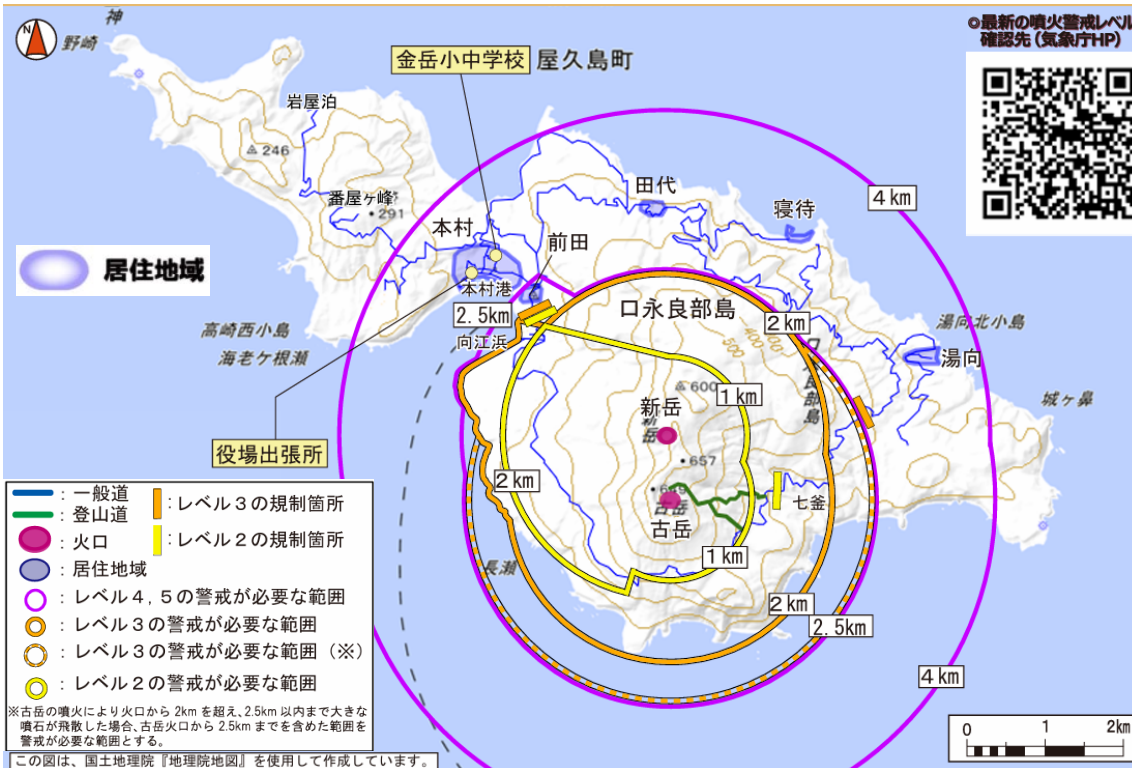 神
野崎
N
金岳小中学校
屋久島町
◎最新の噴火警戒レベル
確認先(気象庁HP)
岩屋泊
246
番屋ヶ峰
291
本村
田代
4km
寝待
前田
居住地域
本村港
2.5km
口永良部島
2km
高崎西小島
向江浜
湯向北小島
海老ケ根瀬
500
400
口永良部島
湯向
600
1km
城ヶ鼻
新岳
新岳
役場出張所
657
2km
649
古岳
七釜
古岳
1km
長瀬
2km
2.5km
4km
:一般道
:登山道
:火口
:居住地域
:レベル3の規制箇所
:レベル2の規制箇所
:レベル4,5の警戒が必要な範囲
:レベル3の警戒が必要な範囲
:レベル3の警戒が必要な範囲(※)
:レベル2の警戒が必要な範囲
※古岳の噴火により火口から2kmを超え、2.5km以内まで大きな
噴石が飛散した場合、古岳火口から2.5kmまでを含めた範囲を
警戒が必要な範囲とする。
この図は、国土地理院『地理院地図』を使用して作成しています。
0 1 2km